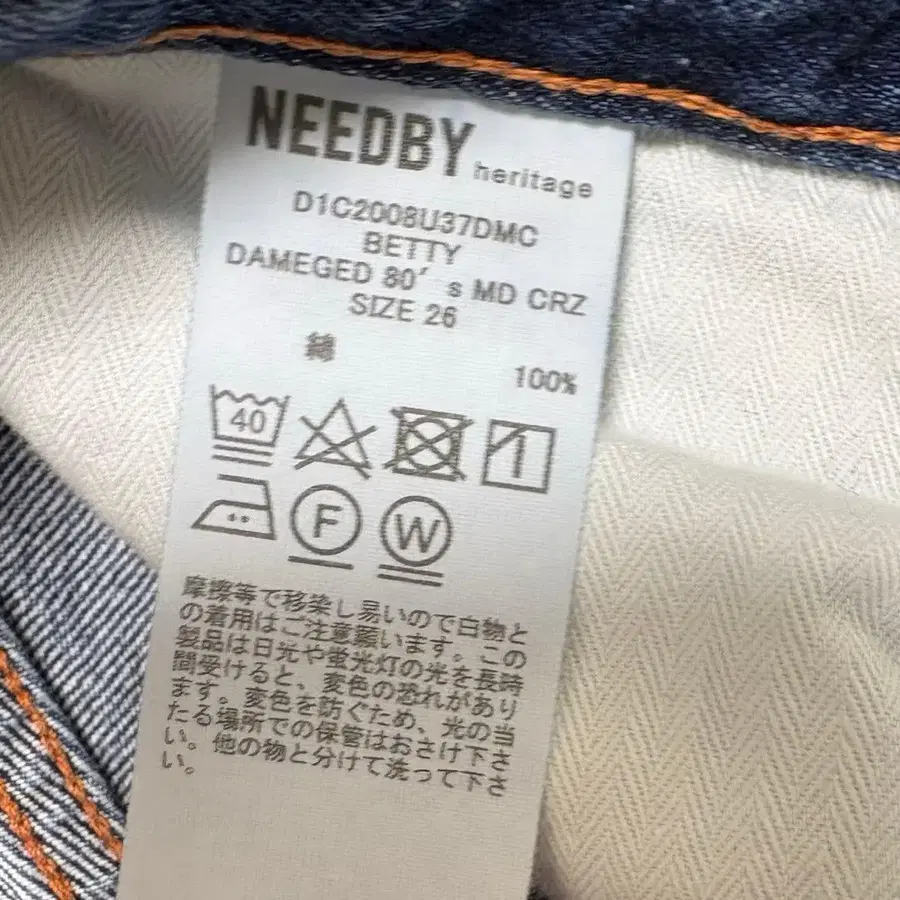 NEEDBY heritage
D1C2008U37DMC
BETTY
DAMEGED 80's MD CRZ
SIZE 26
綿 100%
40
F W
摩擦等で移染し易いので白物と
の着用はご注意願います。この
製品は日光や蛍光灯の光を長時
間受けると、変色の恐れがあり
ます。変色を防ぐため、光の当
たる場所での保管はおさけ下さ
い。他の物と分けて洗って下さ
い。